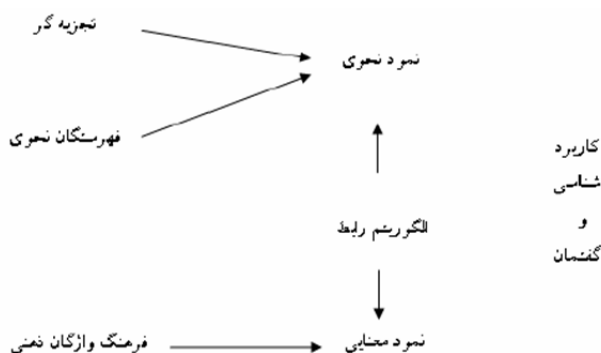 تجزیه گر
نمود نحوی
فهرستگان نحوی
کاربرد
شناسی
و
گفتمان
الگوریتم رابط
نمود معنایی
فرهنگ واژگان ذهنی